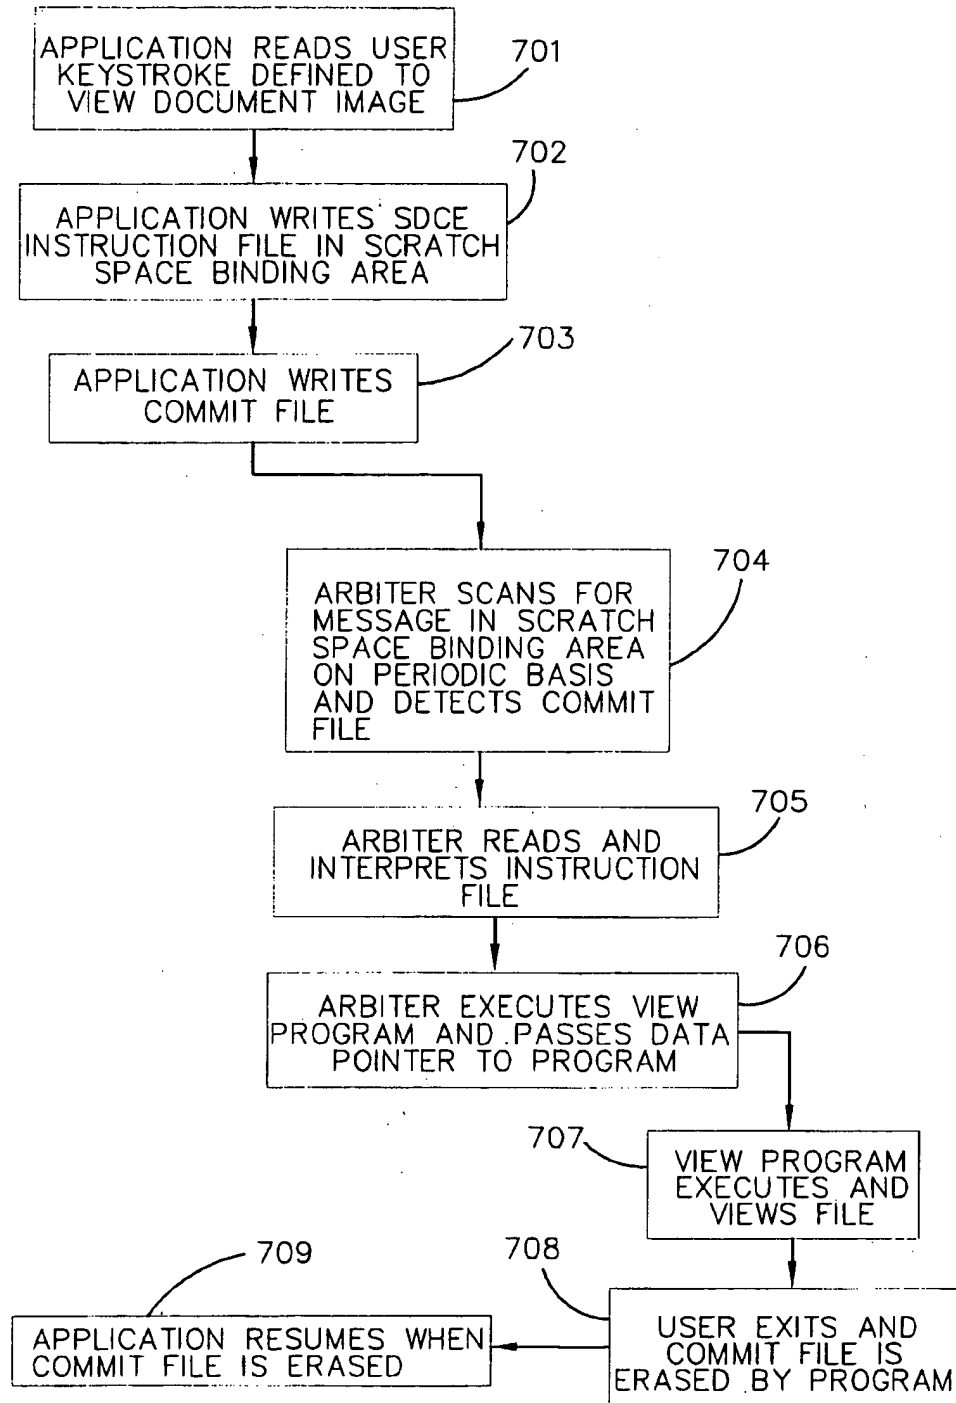 APPLICATION READS USER
KEYSTROKE DEFINED TO
VIEW DOCUMENT IMAGE
701
702
APPLICATION WRITES SDCE
INSTRUCTION FILE IN SCRATCH
SPACE BINDING AREA
703
APPLICATION WRITES
COMMIT FILE
704
ARBITER SCANS FOR
MESSAGE IN SCRATCH
SPACE BINDING AREA
ON PERIODIC BASIS
AND DETECTS COMMIT
FILE
705
ARBITER READS AND
INTERPRETS INSTRUCTION
FILE
706
ARBITER EXECUTES VIEW
PROGRAM AND PASSES DATA
POINTER TO PROGRAM
707
VIEW PROGRAM
EXECUTES AND
VIEWS FILE
708
USER EXITS AND
COMMIT FILE IS
ERASED BY PROGRAM
709
APPLICATION RESUMES WHEN
COMMIT FILE IS ERASED